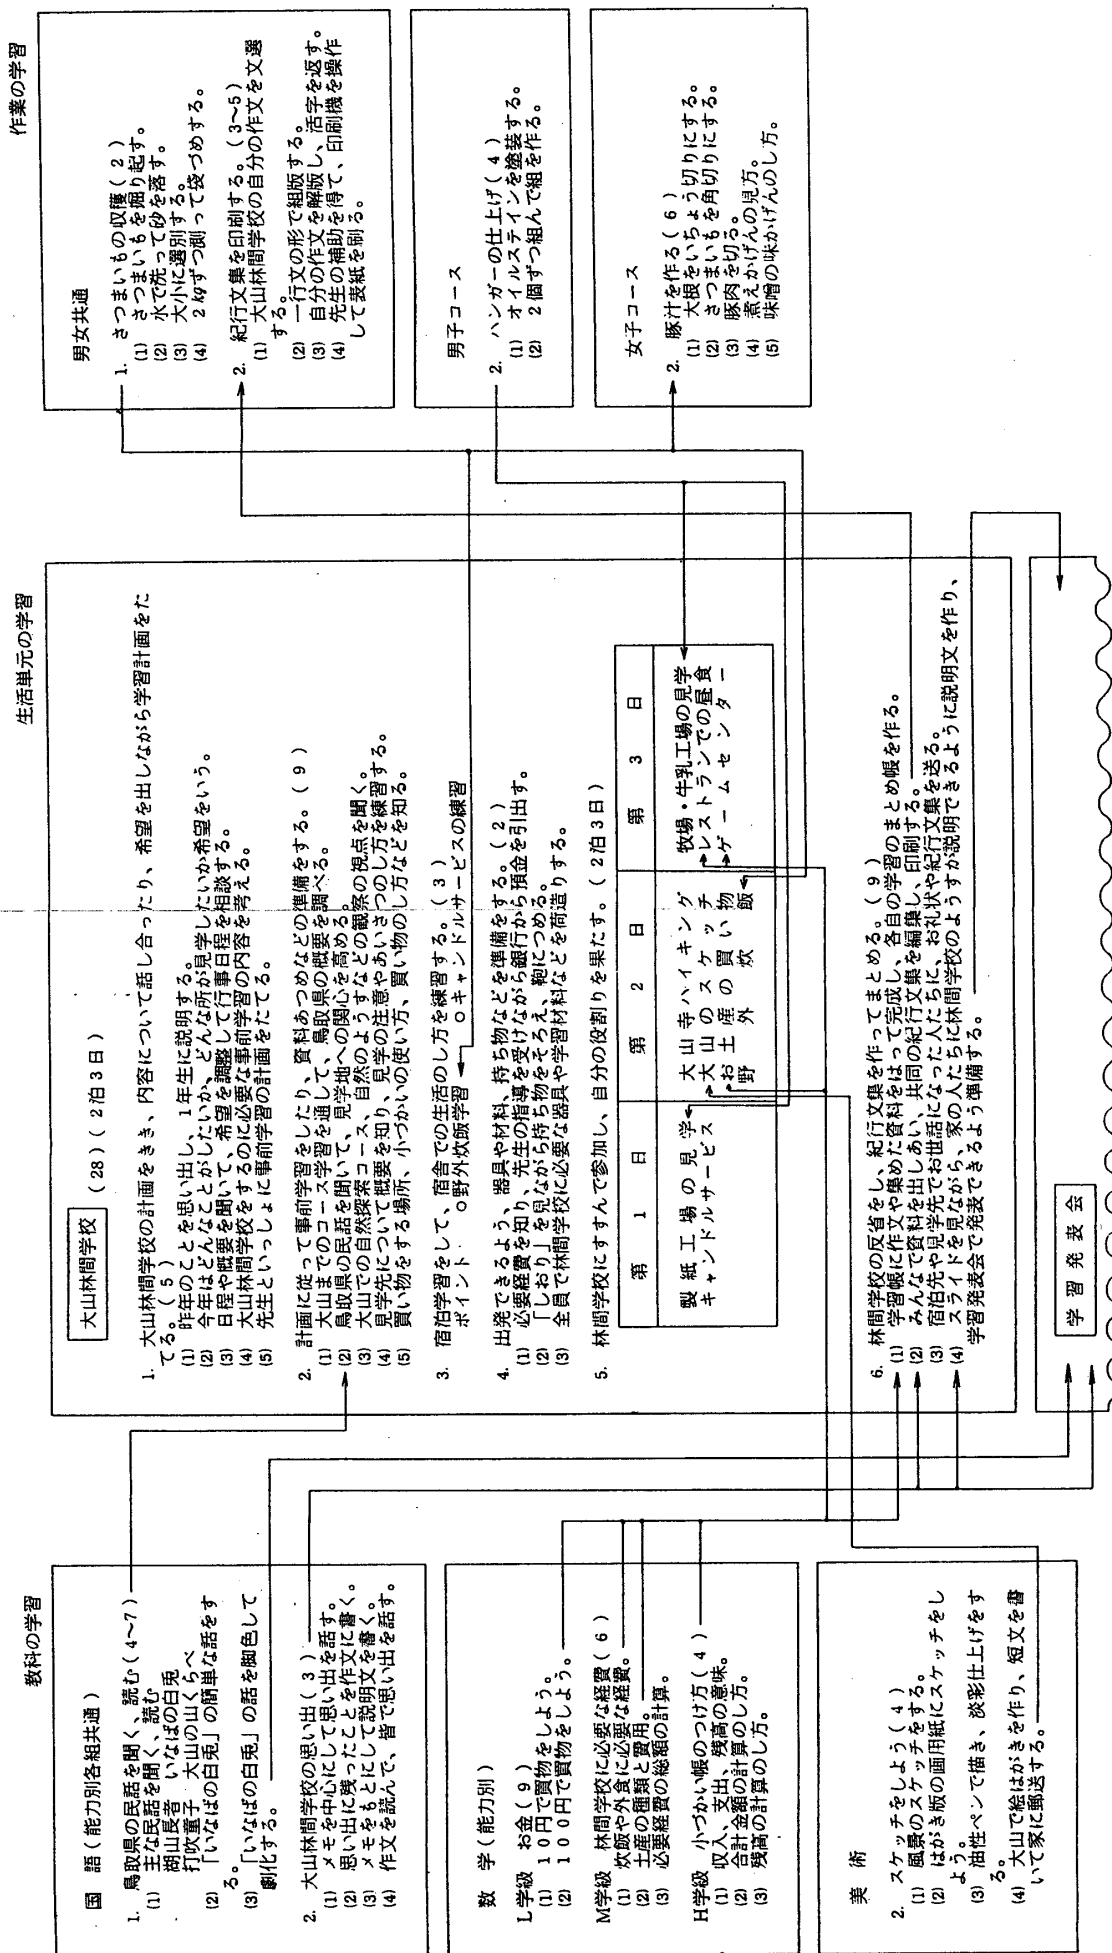 教科の学習
国 語(能力別各組共通)
1. 鳥取県の民話を聞く、読む(4~7)
(1) 主な民話を聞く、読む
湖山長者 いなばの白兎
打吹童子 大山の山くらべ
(2) 「いなばの白兎」の簡単な話をす
る。
(3) 「いなばの白兎」の話を脚色して
劇化する。
2. 大山林間学校の思い出(3)
(1) メモを中心にして思い出を話す。
(2) 思い出に残ったことを作文に書く。
(3) メモをもとにして説明文を書く。
(4) 作文を読んで、皆で思い出を話す。
数 学(能力別)
L学級 お金(9)
(1) 10円で買物をしよう。
(2) 100円で買物をしよう。
M学級 林間学校に必要な経費(6)
(1) 炊飯や外食に必要な経費。
(2) 土産の種類と費用。
(3) 必要経費の総額の計算。
H学級 小づかい帳のつけ方(4)
(1) 収入、支出、残高の意味。
(2) 合計金額の計算のし方。
(3) 残高の計算のし方。
美 術
2. スケッチをしよう(4)
(1) 風景のスケッチをする。
(2) はがき版の画用紙にスケッチをし
よう。
(3) 油性ペンで描き、淡彩仕上げをす
る。
(4) 大山で絵はがきを作り、短文を書
いて家に郵送する。
生活単元の学習
大山林間学校 (28)(2泊3日)
1. 大山林間学校の計画をきき、内容について話し合ったり、希望を出しながら学習計画をた
てる。(5)
(1) 昨年のことを思い出し、1年生に説明する。
(2) 今年はどんなことがしたいか、どんな所が見学したいか希望をいう。
(3) 日程や概要を聞いて、希望を調整して行事日程を相談する。
(4) 大山林間学校をするのに必要な事前学習の内容を考える。
(5) 先生といっしょに事前学習の計画をたてる。
2. 計画に従って事前学習をしたり、資料あつめなどの準備をする。(9)
(1) 大山までのコース学習を通して、鳥取県の概要を調べる。
(2) 鳥取県の民話を聞いて、見学地への関心を高める。
(3) 大山での自然探索コース、自然のようすなどの観察の視点を聞く。
(4) 見学先について概要を知り、見学の注意やあいさつのし方を練習する。
(5) 買い物をする場所、小づかいの使い方、買い物のし方などを知る。
3. 宿泊学習をして、宿舎での生活のし方を練習する。(3)
ポイント ○野外炊飯学習 ○キャンドルサービスの練習
4. 出発できるよう、器具や材料、持ち物などを準備をする。(2)
(1) 必要経費を知り、先生の指導を受けながら銀行から預金を引出す。
(2) 「しおり」を見ながら持ち物をそろえ、鞄につめる。
(3) 全員で林間学校に必要な器具や学習材料などを荷造りする。
5. 林間学校にすすんで参加し、自分の役割りを果たす。(2泊3日)
第 1 日
製紙工場の見学
キャンドルサービス
第 2 日
大山寺ハイキング
大山のスケッチ
お土産の買い物
野 外 炊 飯
第 3 日
牧場・牛乳工場の見学
レストランでの昼食
ゲームセンター
6. 林間学校の反省をし、紀行文集を作ってまとめる。(9)
(1) 学習帳に作文や集めた資料をはって完成し、各自の学習のまとめ帳を作る。
(2) みんなで資料を出しあい、共同の紀行文集を編集し、印刷する。
(3) 宿泊先や見学先でお世話になった人たちに、お礼状や紀行文集を送る。
(4) スライドを見ながら、家の人たちに林間学校のようすが説明できるように説明文を作り、
学習発表会で発表できるよう準備する。
学習発表会
作業の学習
男女共通
1. さつまいもの収穫(2)
(1) さつまいもを掘り起す。
(2) 水で洗って砂を落す。
(3) 大小に選別する。
(4) 2kgずつ測って袋づめする。
2. 紀行文集を印刷する。(3~5)
(1) 大山林間学校の自分の作文を文選
する。
(2) 一行文の形で組版する。
(3) 自分の作文を解版し、活字を返す。
(4) 先生の補助を得て、印刷機を操作
して表紙を刷る。
男子コース
2. ハンガーの仕上げ(4)
(1) オイルステインを塗装する。
(2) 2個ずつ組んで組を作る。
女子コース
2. 豚汁を作る(6)
(1) 大根をいちょう切りにする。
(2) さつまいもを角切りにする。
(3) 豚肉を切る。
(4) 煮えかげんの見方。
(5) 味噌の味かげんのし方。